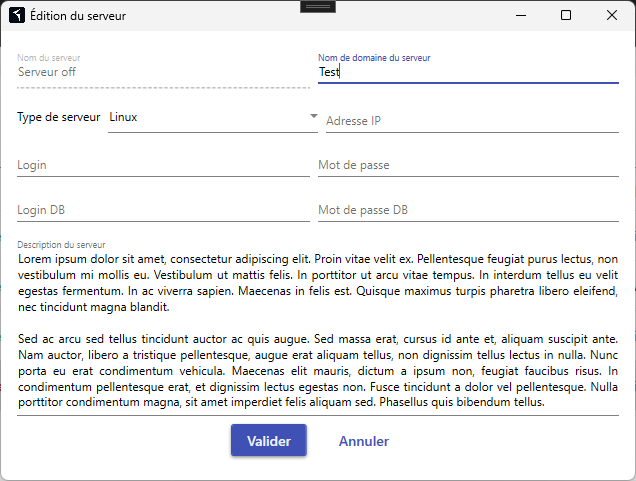 Édition du serveur
Nom du serveur
Serveur off
Nom de domaine du serveur
Test
Type de serveur
Linux
Adresse IP
Login
Mot de passe
Login DB
Mot de passe DB
Description du serveur
Lorem ipsum dolor sit amet, consectetur adipiscing elit. Proin vitae velit ex. Pellentesque feugiat purus lectus, non
vestibulum mi mollis eu. Vestibulum ut mattis felis. In porttitor ut arcu vitae tempus. In interdum tellus eu velit
egestas fermentum. In ac viverra sapien. Maecenas in felis est. Quisque maximus turpis pharetra libero eleifend,
nec tincidunt magna blandit.
Sed ac arcu sed tellus tincidunt auctor ac quis augue. Sed massa erat, cursus id ante et, aliquam suscipit ante.
Nam auctor, libero a tristique pellentesque, augue erat aliquam tellus, non dignissim tellus lectus in nulla. Nunc
porta eu erat condimentum vehicula. Maecenas elit mauris, dictum a ipsum non, feugiat faucibus risus. In
condimentum pellentesque erat, et dignissim lectus egestas non. Fusce tincidunt a dolor vel pellentesque. Nulla
porttitor condimentum magna, sit amet imperdiet felis aliquam sed. Phasellus quis bibendum tellus.
Valider
Annuler